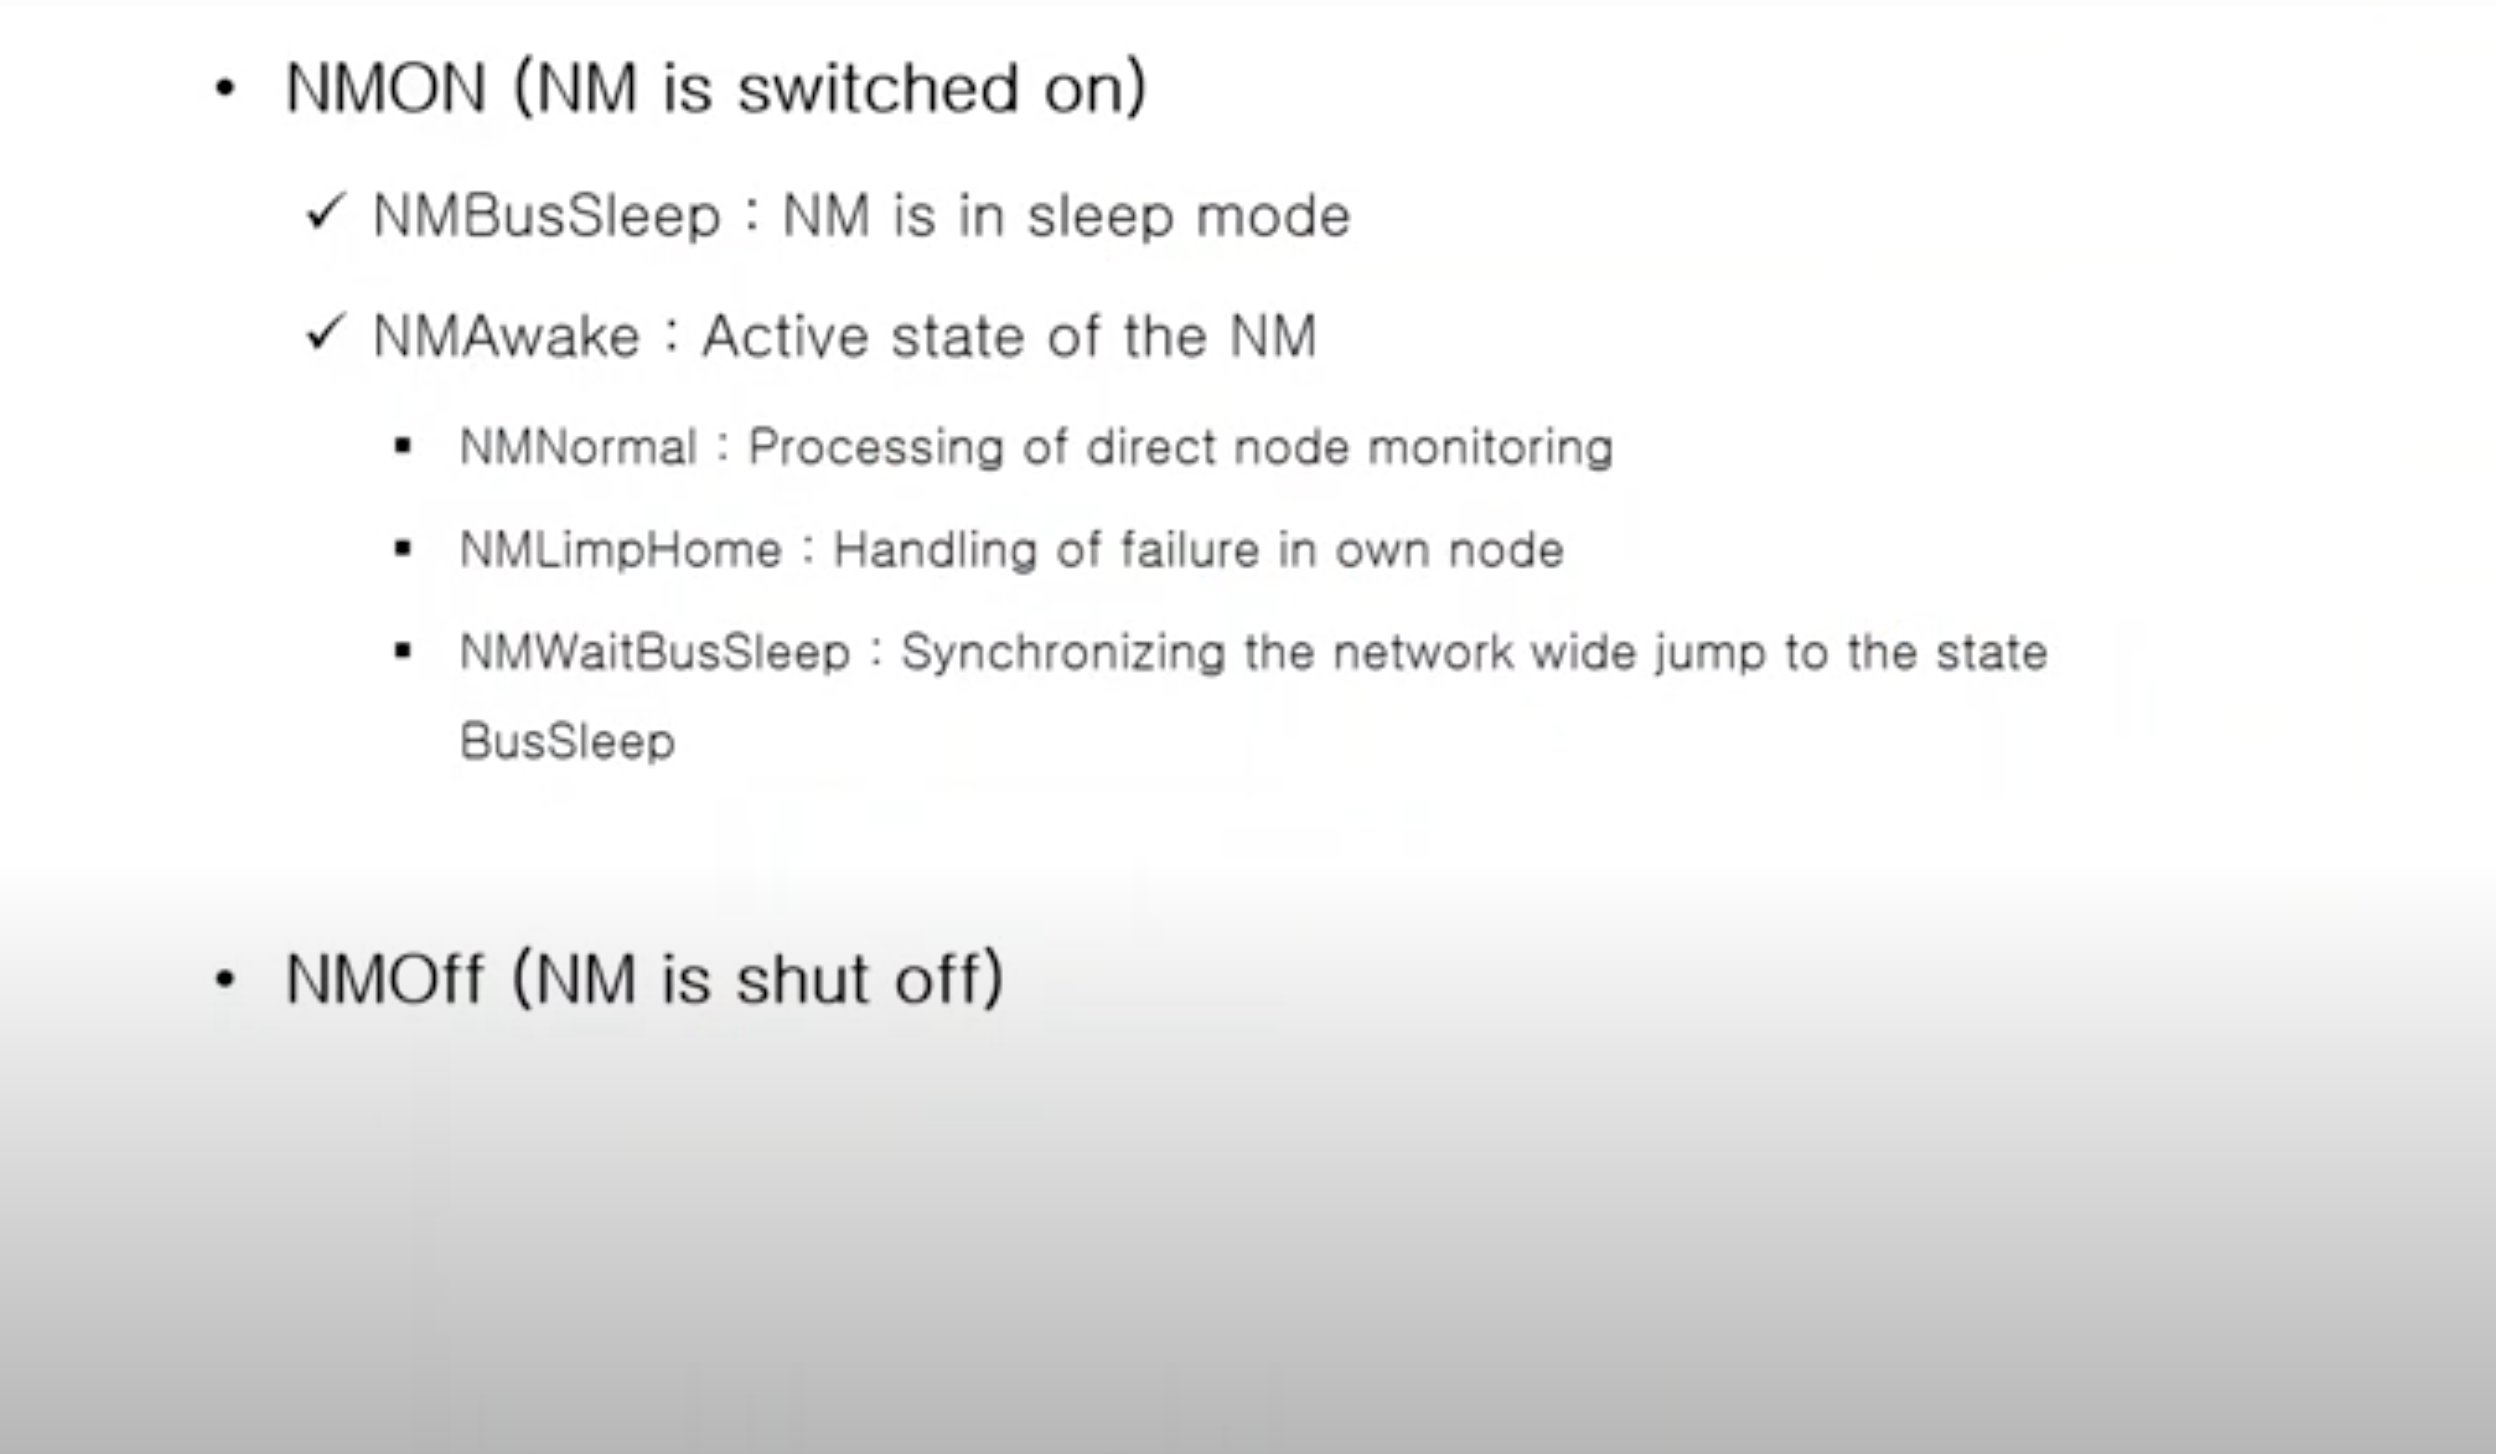 • NMON (NM is switched on)
✓ NMBusSleep : NM is in sleep mode
✓ NMAwake : Active state of the NM
▪ NMNormal : Processing of direct node monitoring
▪ NMLimpHome : Handling of failure in own node
▪ NMWaitBusSleep : Synchronizing the network wide jump to the state
BusSleep
• NMOff (NM is shut off)